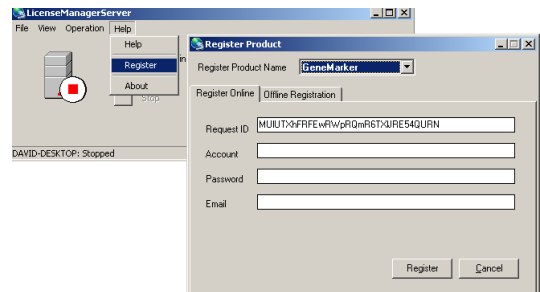 LicenseManagerServer
File View Operation Help
Help
Register
About
in
Stop
DAVID-DESKTOP: Stopped
Register Product
Register Product Name GeneMarker
Register Online Offline Registration
Request ID
Account
Password
Email
Register Cancel